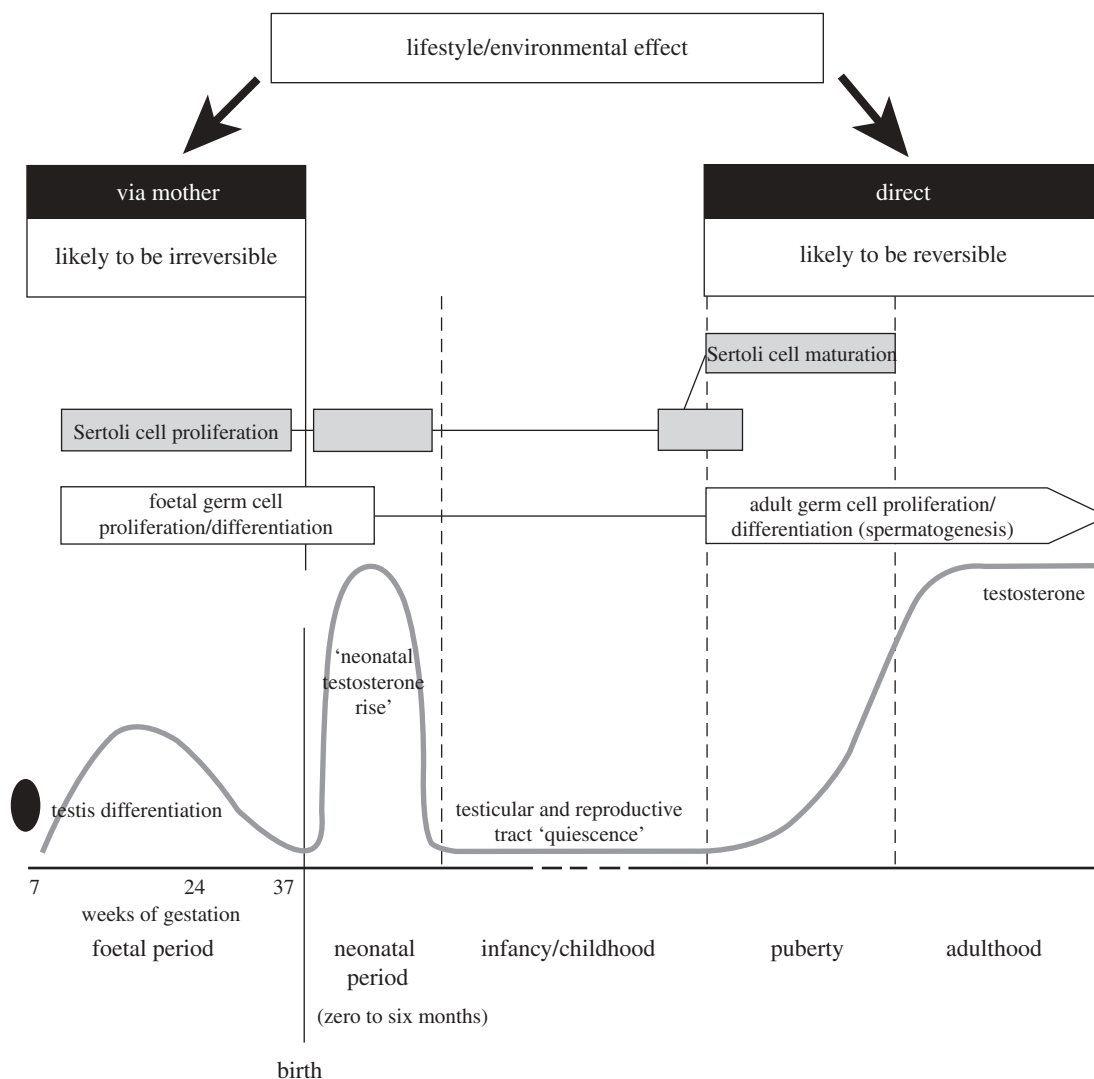 lifestyle/environmental effect
via mother
likely to be irreversible
direct
likely to be reversible
Sertoli cell maturation
Sertoli cell proliferation
foetal germ cell
proliferation/differentiation
adult germ cell proliferation/
differentiation (spermatogenesis)
testosterone
‘neonatal
testosterone
rise’
testis differentiation
testicular and reproductive
tract ‘quiescence’
7 24 37
weeks of gestation
foetal period
neonatal
period
(zero to six months)
infancy/childhood
puberty
adulthood
birth